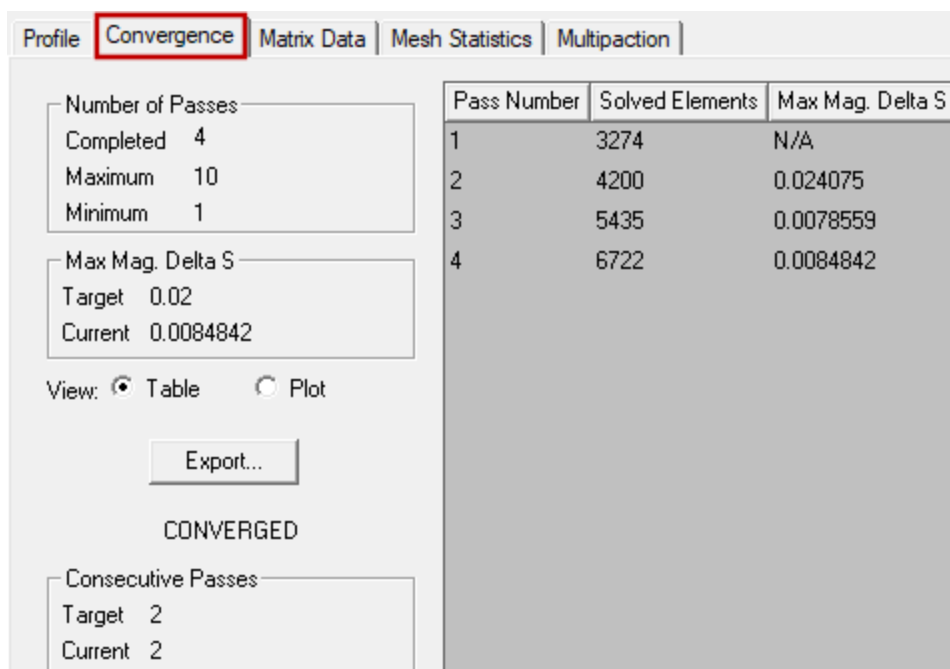 Profile Convergence Matrix Data Mesh Statistics Multipaction
Number of Passes
Completed 4
Maximum 10
Minimum 1
Max Mag. Delta S
Target 0.02
Current 0.0084842
View: Table Plot
Export...
CONVERGED
Consecutive Passes
Target 2
Current 2
Pass Number Solved Elements Max Mag. Delta S
1 3274 N/A
2 4200 0.024075
3 5435 0.0078559
4 6722 0.0084842